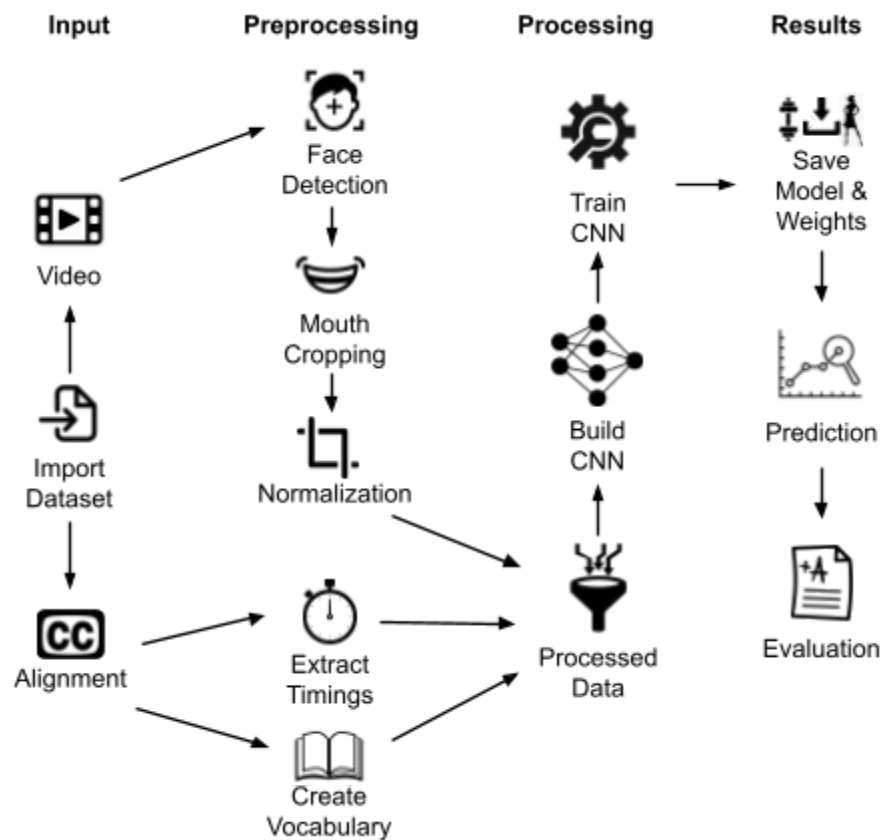 Input
Preprocessing
Processing
Results
Face
Detection
Train
CNN
Save
Model &
Weights
Video
Mouth
Cropping
Build
CNN
Prediction
Import
Dataset
Normalization
CC
Alignment
Extract
Timings
Processed
Data
+A
Evaluation
Create
Vocabulary